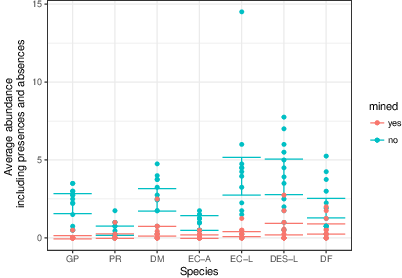 Average abundance
including presences and absences
15
10
5
0
GP PR DM EC−A EC−L DES−L DF
Species
mined
yes
no